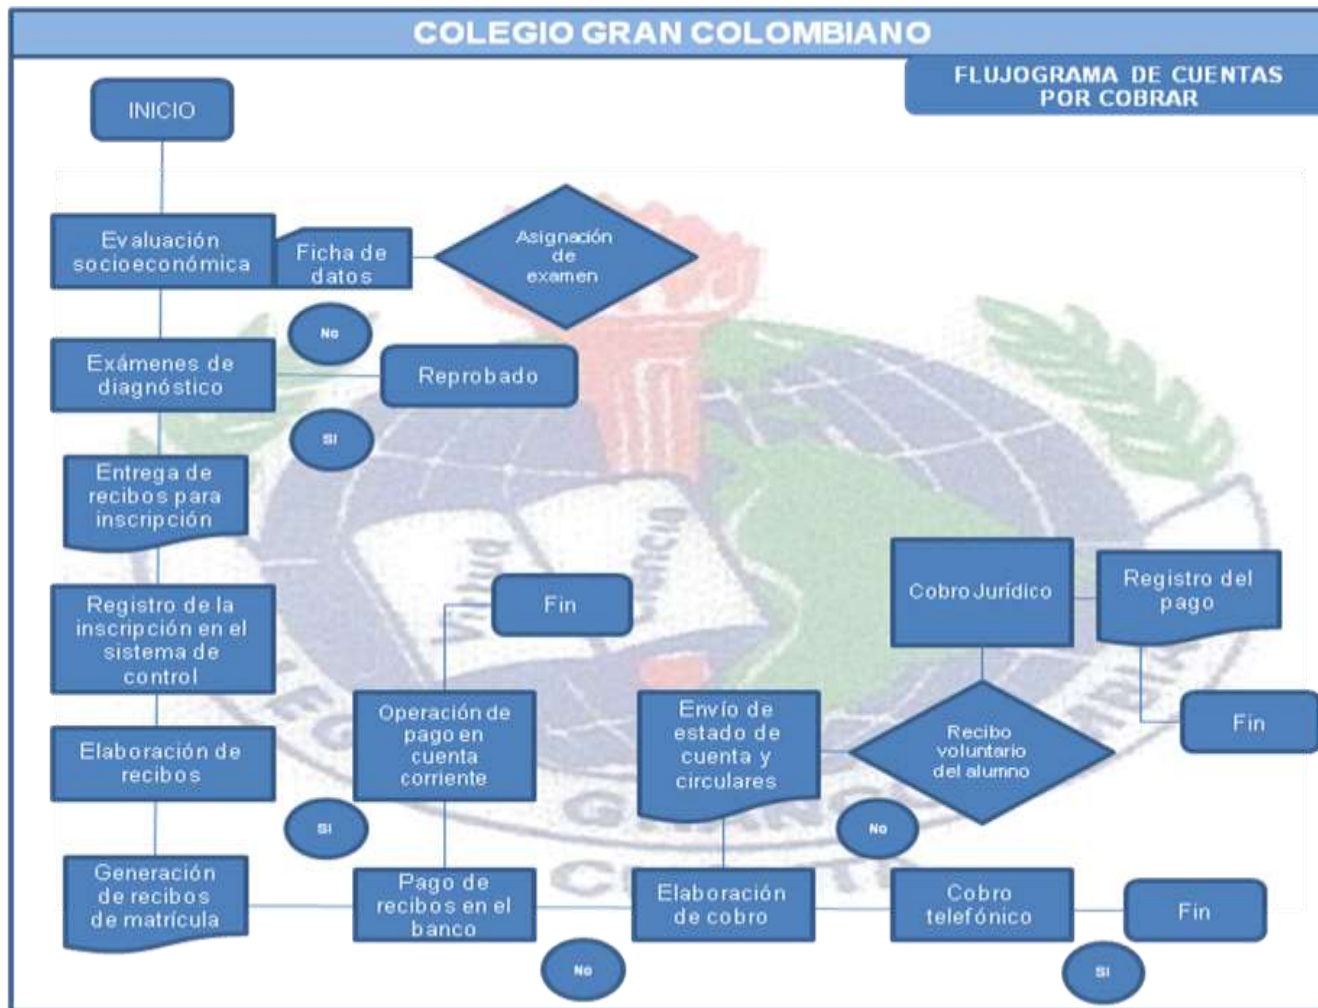 COLEGIO GRAN COLOMBIANO
FLUJOGRAMA DE CUENTAS
POR COBRAR
INICIO
Evaluación
socioeconómica
Ficha de
datos
Asignación
de
examen
No
Exámenes de
diagnóstico
Reprobado
SI
Entrega de
recibos para
inscripción
Virtud
Ciencia
Registro de la
inscripción en el
sistema de
control
Fin
Cobro Jurídico
Registro del
pago
Operación de
pago en
cuenta
corriente
Envío de
estado de
cuenta y
circulares
Recibo
voluntario
del alumno
Fin
Elaboración de
recibos
SI
No
Generación
de recibos
de matrícula
Pago de
recibos en el
banco
Elaboración
de cobro
Cobro
telefónico
Fin
No
SI